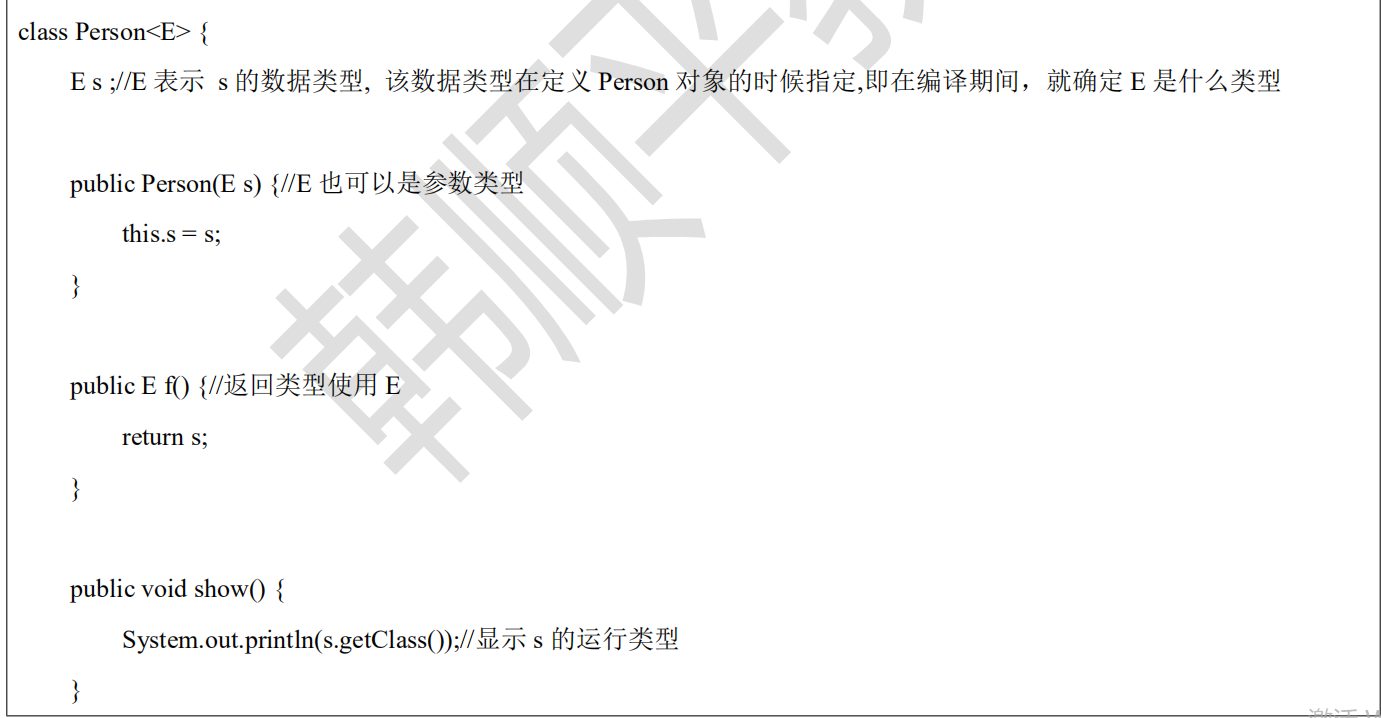 class Person<E> {
E s ;//E 表示 s 的数据类型, 该数据类型在定义 Person 对象的时候指定,即在编译期间，就确定 E 是什么类型
public Person(E s) {//E 也可以是参数类型
this.s = s;
}
public E f() {//返回类型使用 E
return s;
}
public void show() {
System.out.println(s.getClass());//显示 s 的运行类型
}
韩顺平